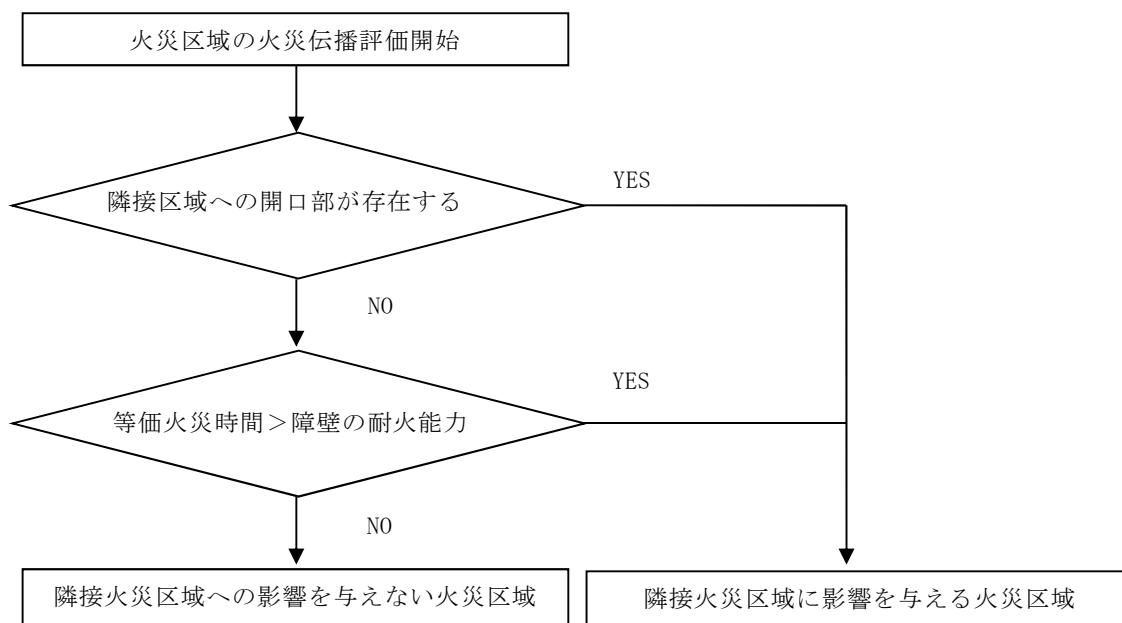 火災区域の火災伝播評価開始
隣接区域への開口部が存在する
YES
NO
等価火災時間＞障壁の耐火能力
YES
NO
隣接火災区域への影響を与えない火災区域
隣接火災区域に影響を与える火災区域